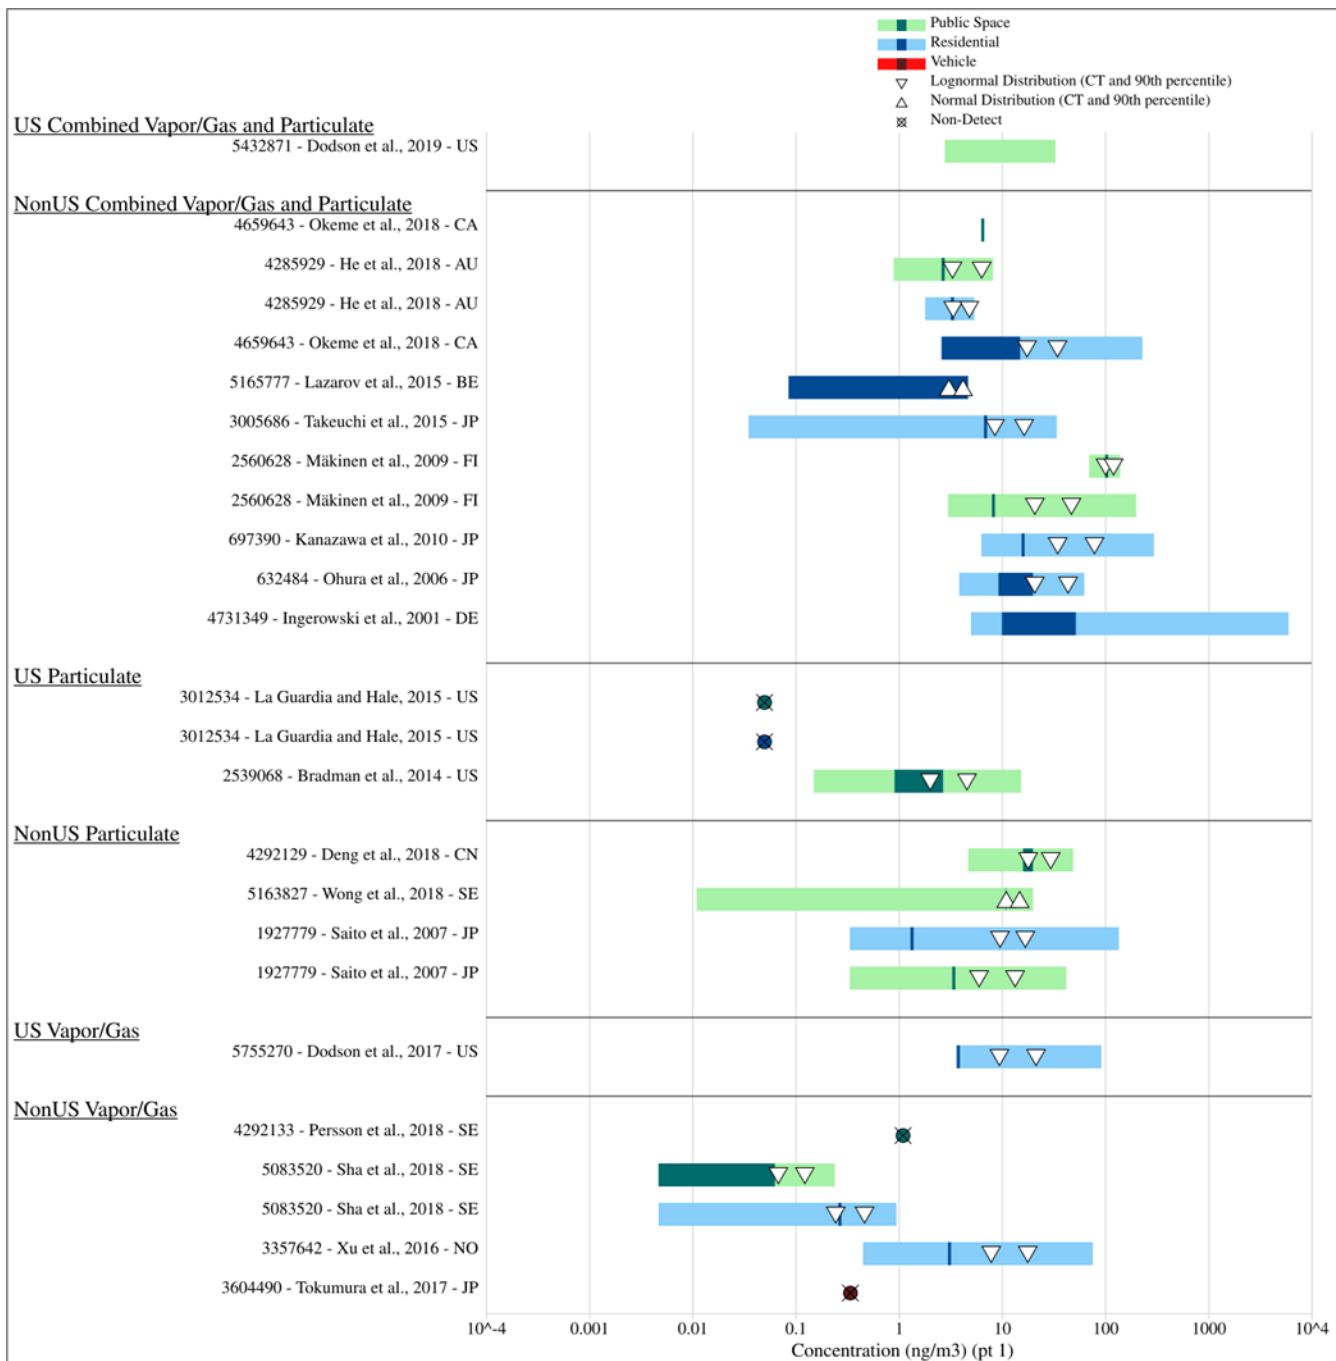 Public Space
Residential
Vehicle
Lognormal Distribution (CT and 90th percentile)
Normal Distribution (CT and 90th percentile)
Non-Detect
US Combined Vapor/Gas and Particulate
5432871 - Dodson et al., 2019 - US
NonUS Combined Vapor/Gas and Particulate
4659643 - Okeme et al., 2018 - CA
4285929 - He et al., 2018 - AU
4285929 - He et al., 2018 - AU
4659643 - Okeme et al., 2018 - CA
5165777 - Lazarov et al., 2015 - BE
3005686 - Takeuchi et al., 2015 - JP
2560628 - Mäkinen et al., 2009 - FI
2560628 - Mäkinen et al., 2009 - FI
697390 - Kanazawa et al., 2010 - JP
632484 - Ohura et al., 2006 - JP
4731349 - Ingerowski et al., 2001 - DE
US Particulate
3012534 - La Guardia and Hale, 2015 - US
3012534 - La Guardia and Hale, 2015 - US
2539068 - Bradman et al., 2014 - US
NonUS Particulate
4292129 - Deng et al., 2018 - CN
5163827 - Wong et al., 2018 - SE
1927779 - Saito et al., 2007 - JP
1927779 - Saito et al., 2007 - JP
US Vapor/Gas
5755270 - Dodson et al., 2017 - US
NonUS Vapor/Gas
4292133 - Persson et al., 2018 - SE
5083520 - Sha et al., 2018 - SE
5083520 - Sha et al., 2018 - SE
3357642 - Xu et al., 2016 - NO
3604490 - Tokumura et al., 2017 - JP
10^-4 0.001 0.01 0.1 1 10 100 1000 10^4
Concentration (ng/m3) (pt 1)